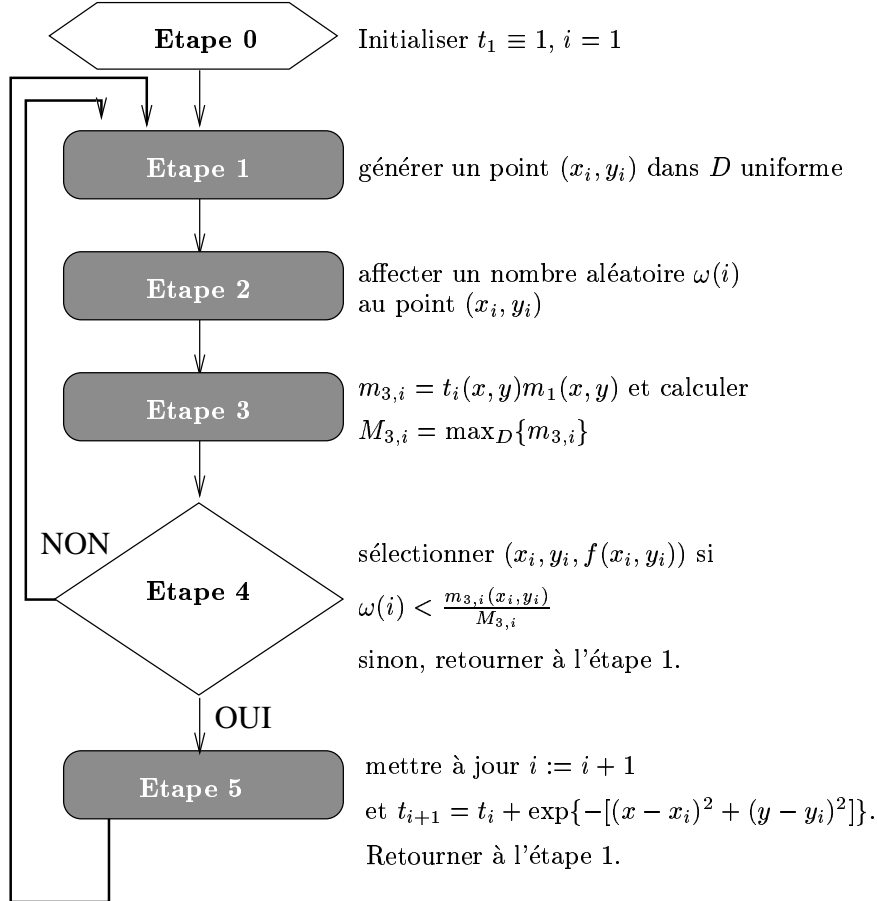 Etape 0
Initialiser $t_1 \equiv 1$, $i = 1$
Etape 1
générer un point $(x_i, y_i)$ dans $D$ uniforme
Etape 2
affecter un nombre aléatoire $\omega(i)$
au point $(x_i, y_i)$
Etape 3
$m_{3,i} = t_i(x, y)m_1(x, y)$ et calculer
$M_{3,i} = \max_D\{m_{3,i}\}$
NON
Etape 4
sélectionner $(x_i, y_i, f(x_i, y_i))$ si
$\omega(i) < \frac{m_{3,i}(x_i,y_i)}{M_{3,i}}$
sinon, retourner à l'étape 1.
OUI
Etape 5
mettre à jour $i := i + 1$
et $t_{i+1} = t_i + \exp\{-[(x - x_i)^2 + (y - y_i)^2]\}$.
Retourner à l'étape 1.